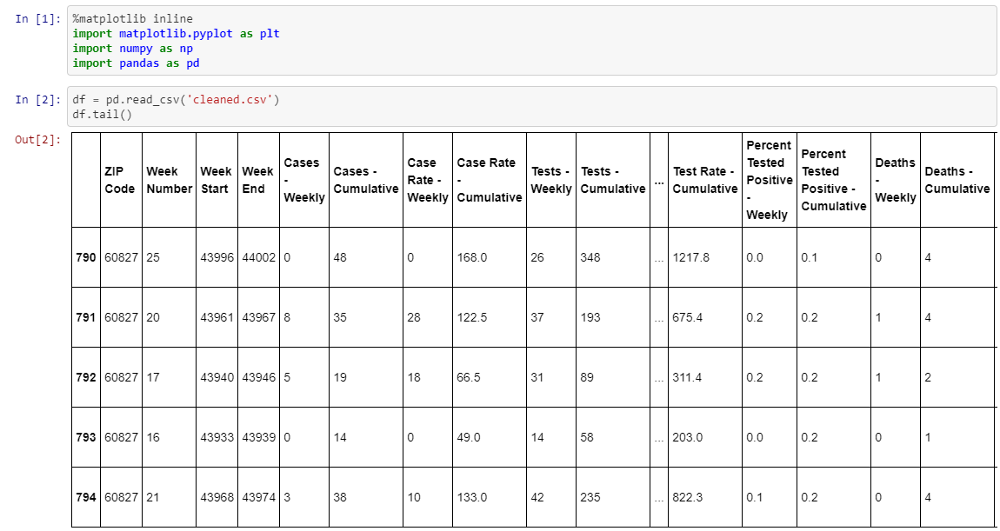 In [1]: %matplotlib inline
import matplotlib.pyplot as plt
import numpy as np
import pandas as pd
In [2]: df = pd.read_csv('cleaned.csv')
df.tail()
Out[2]:
ZIP Code Week Number Week Start Week End Cases - Weekly Cases - Cumulative Case Rate - Weekly Case Rate - Cumulative Tests - Weekly Tests - Cumulative ... Test Rate - Cumulative Percent Tested Positive - Weekly Percent Tested Positive - Cumulative Deaths - Weekly Deaths - Cumulative
790 60827 25 43996 44002 0 48 0 168.0 26 348 ... 1217.8 0.0 0.1 0 4
791 60827 20 43961 43967 8 35 28 122.5 37 193 ... 675.4 0.2 0.2 1 4
792 60827 17 43940 43946 5 19 18 66.5 31 89 ... 311.4 0.2 0.2 1 2
793 60827 16 43933 43939 0 14 0 49.0 14 58 ... 203.0 0.0 0.2 0 1
794 60827 21 43968 43974 3 38 10 133.0 42 235 ... 822.3 0.1 0.2 0 4